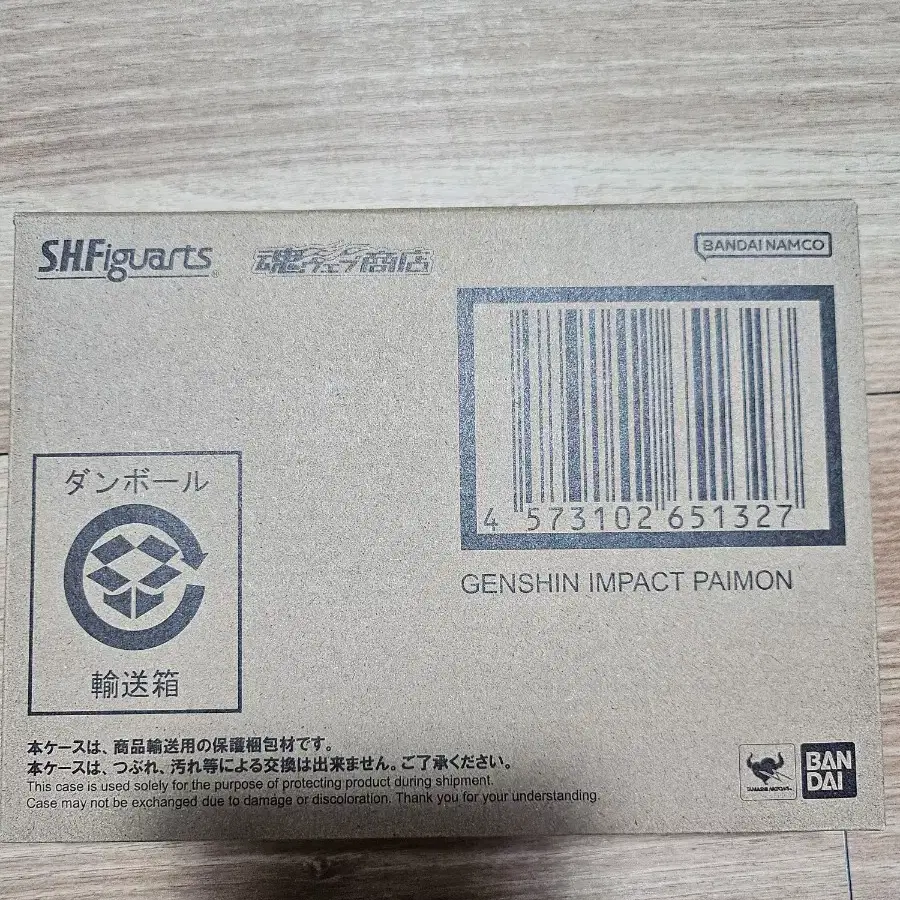 S.H.Figuarts
魂ウェブ商店
BANDAI NAMCO
4 573102 651327
GENSHIN IMPACT PAIMON
ダンボール
輸送箱
本ケースは、商品輸送用の保護梱包材です。
本ケースは、つぶれ、汚れ等による交換は出来ません。ご了承ください。
This case is used solely for the purpose of protecting product during shipment.
Case may not be exchanged due to damage or discoloration. Thank you for your understanding.
TAMASHII NATIONS
BAN
DAI